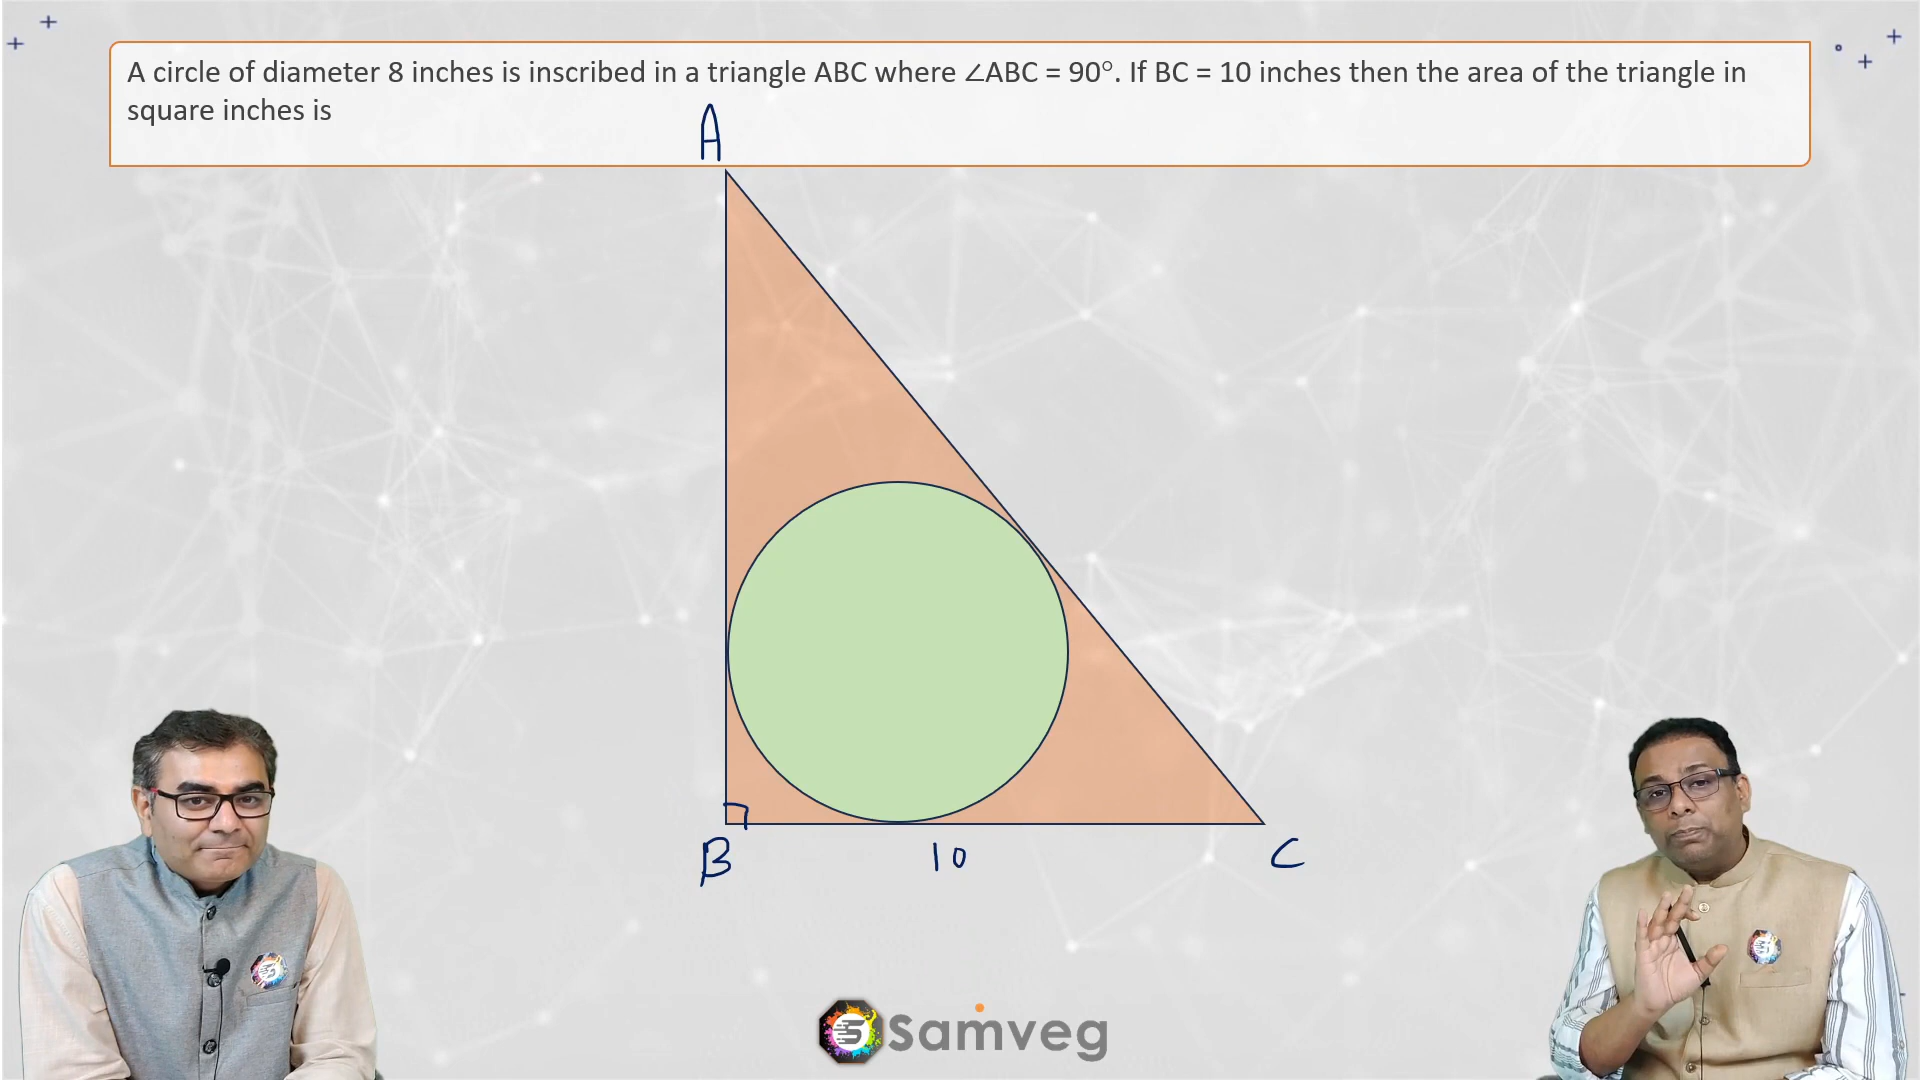 A circle of diameter 8 inches is inscribed in a triangle ABC where ∠ABC = 90°. If BC = 10 inches then the area of the triangle in
square inches is
A
B
10
C
Samveg